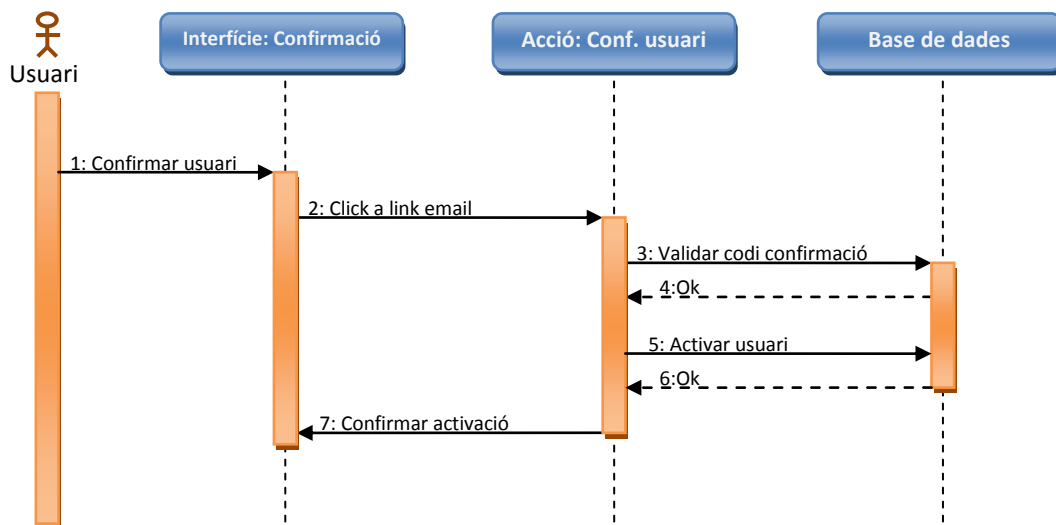 Usuari
Interfície: Confirmació
Acció: Conf. usuari
Base de dades
1: Confirmar usuari
2: Click a link email
3: Validar codi confirmació
4:Ok
5: Activar usuari
6:Ok
7: Confirmar activació